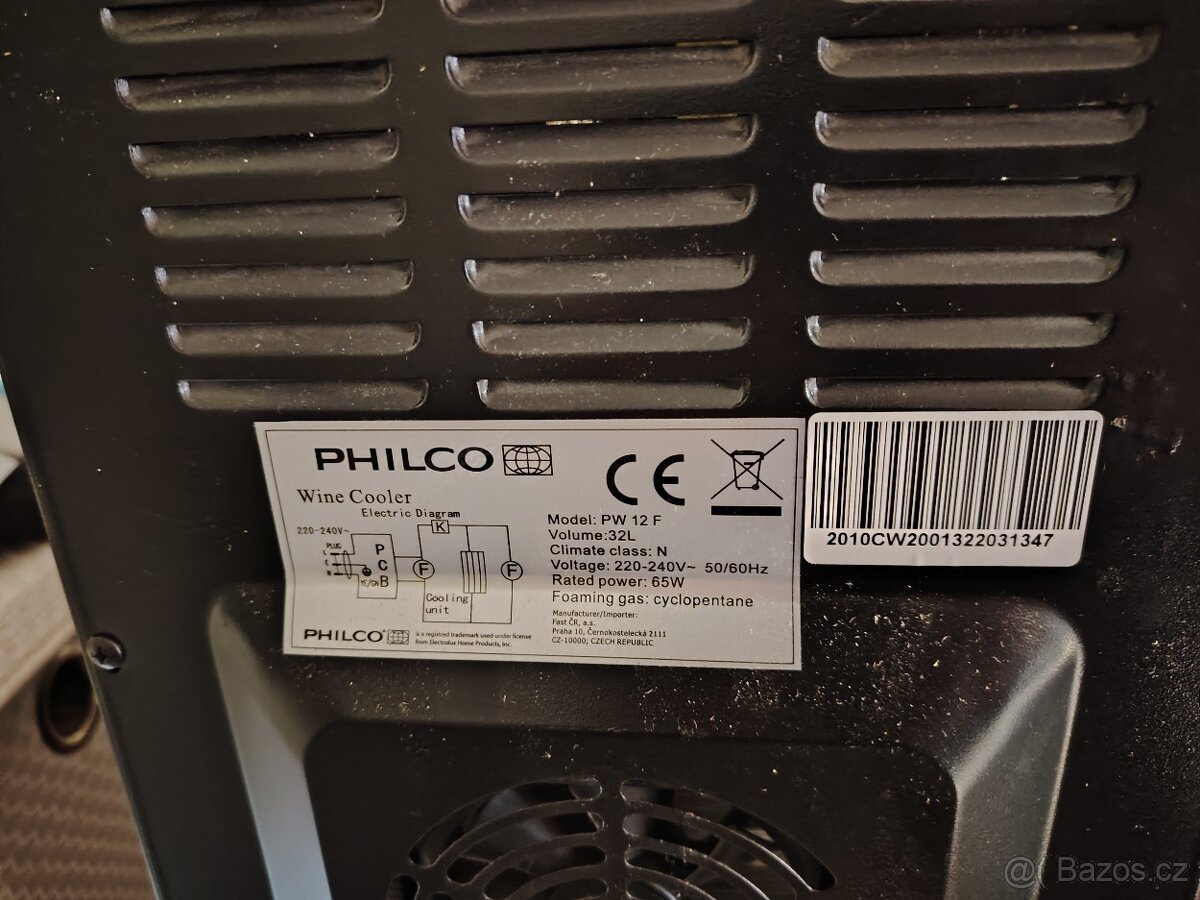 PHILCO
CE
Wine Cooler
Electric Diagram
220-240V~
PLUG
L
E
N
YE/GN
P
C
B
K
F
F
Cooling
unit
Model: PW 12 F
Volume:32L
Climate class: N
Voltage: 220-240V~ 50/60Hz
Rated power: 65W
Foaming gas: cyclopentane
Manufacturer/Importer:
Fast ČR, a.s.
Praha 10, Černokostelecká 2111
CZ-10000; CZECH REPUBLIC
PHILCO
is a registred trademark used under license
from Electrolux Home Products, Inc.
2010CW2001322031347
@ Bazos.cz